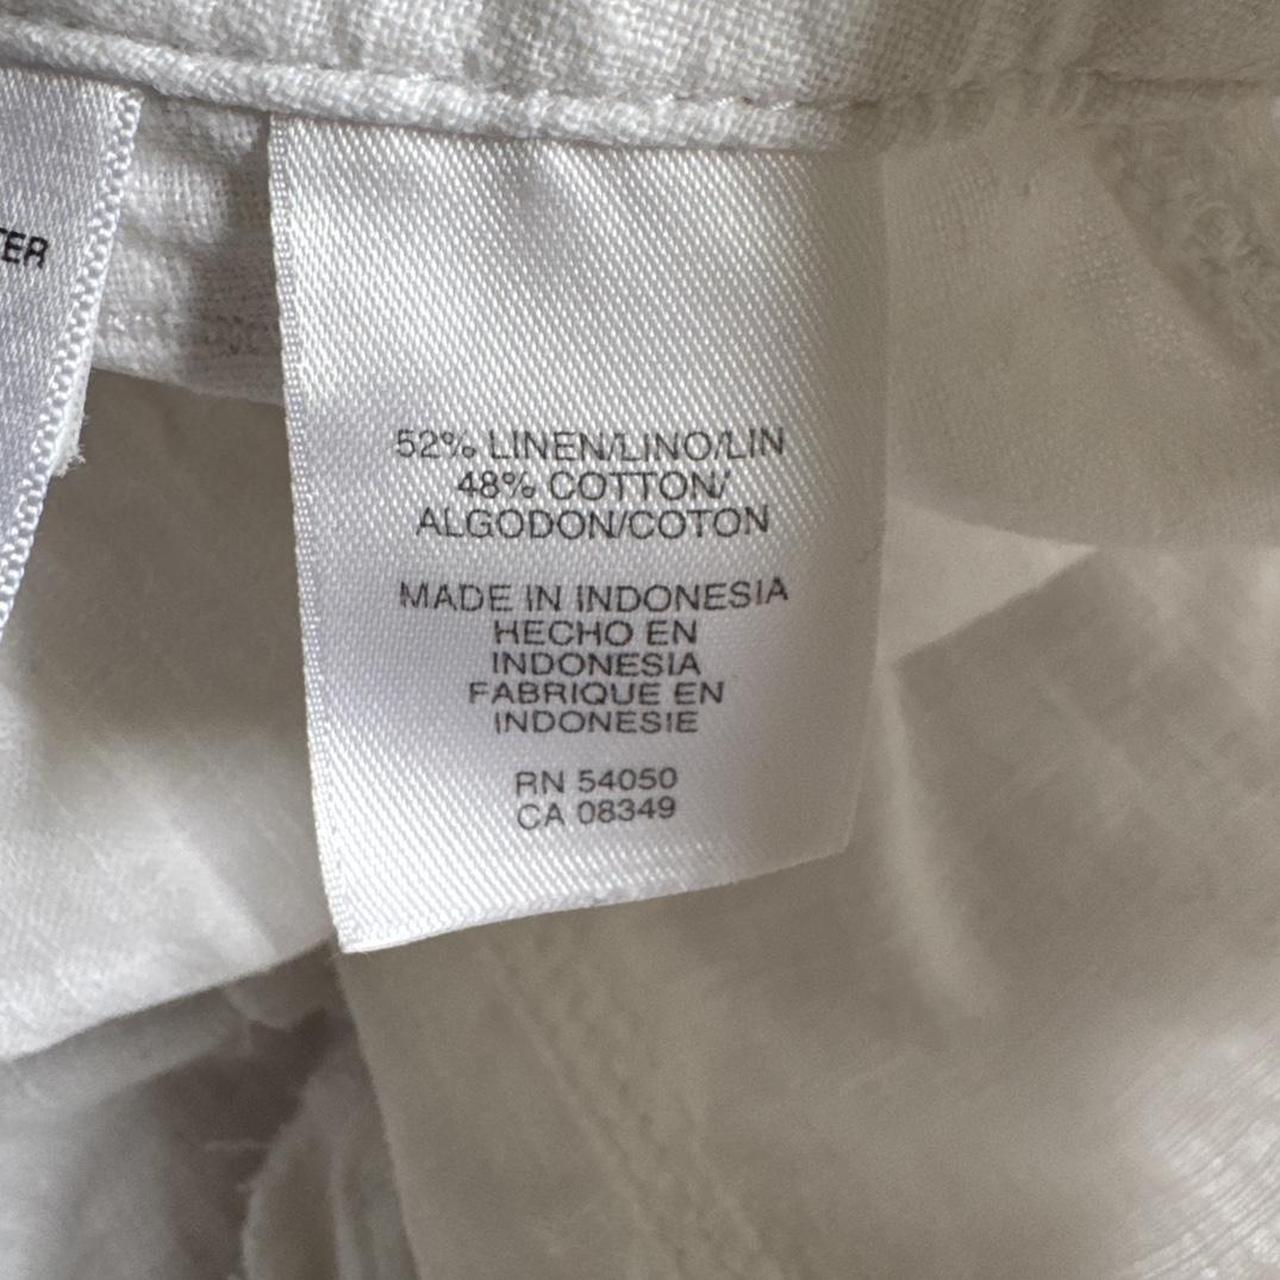 52% LINEN/LINO/LIN
48% COTTON/
ALGODON/COTON
MADE IN INDONESIA
HECHO EN
INDONESIA
FABRIQUE EN
INDONESIE
RN 54050
CA 08349